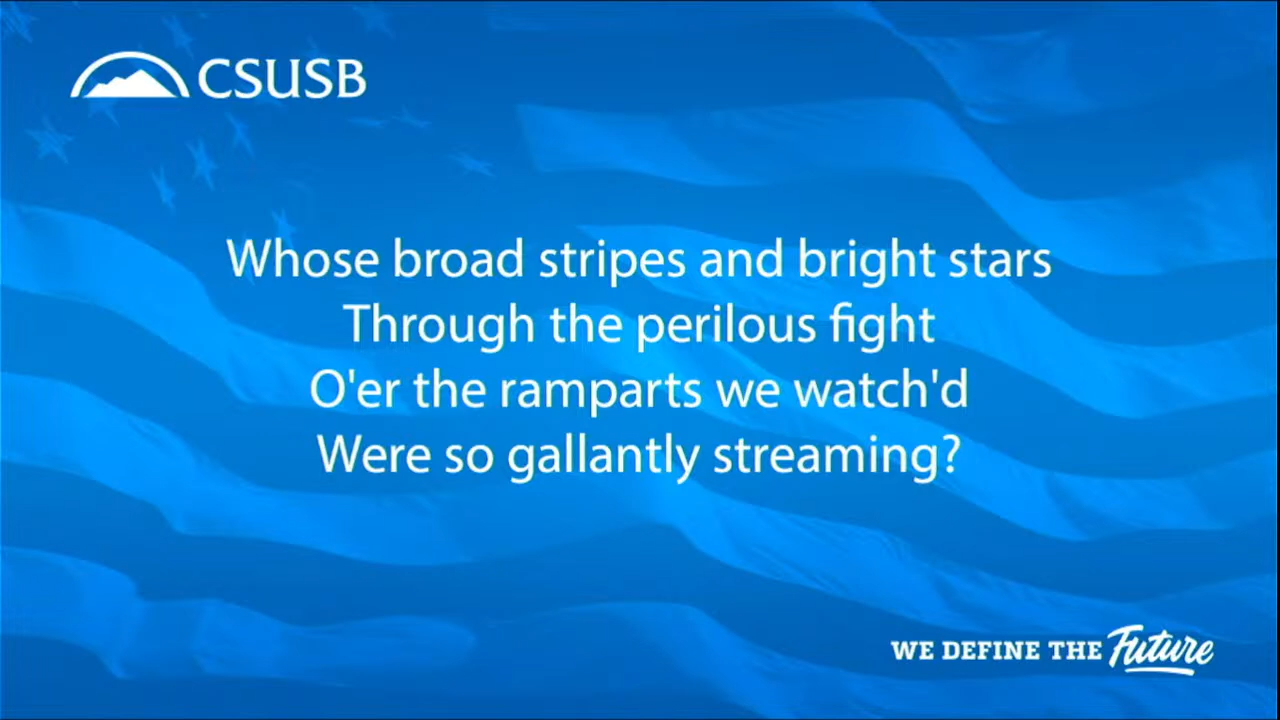 CSUSB
Whose broad stripes and bright stars
Through the perilous fight
O'er the ramparts we watch'd
Were so gallantly streaming?
WE DEFINE THE Future